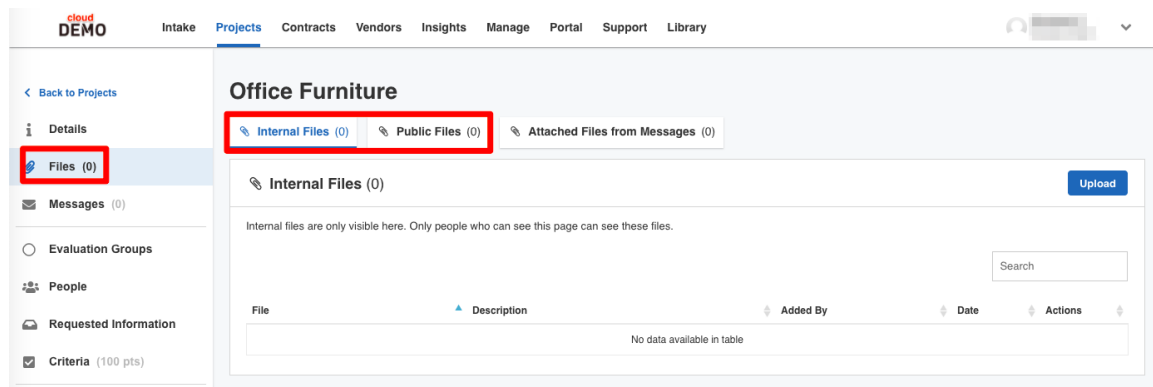 cloud
DEMO
Intake Projects Contracts Vendors Insights Manage Portal Support Library
Back to Projects
Details
Files (0)
Messages (0)
Evaluation Groups
People
Requested Information
Criteria (100 pts)
Office Furniture
Internal Files (0) Public Files (0) Attached Files from Messages (0)
Internal Files (0) Upload
Internal files are only visible here. Only people who can see this page can see these files.
Search
File Description Added By Date Actions
No data available in table